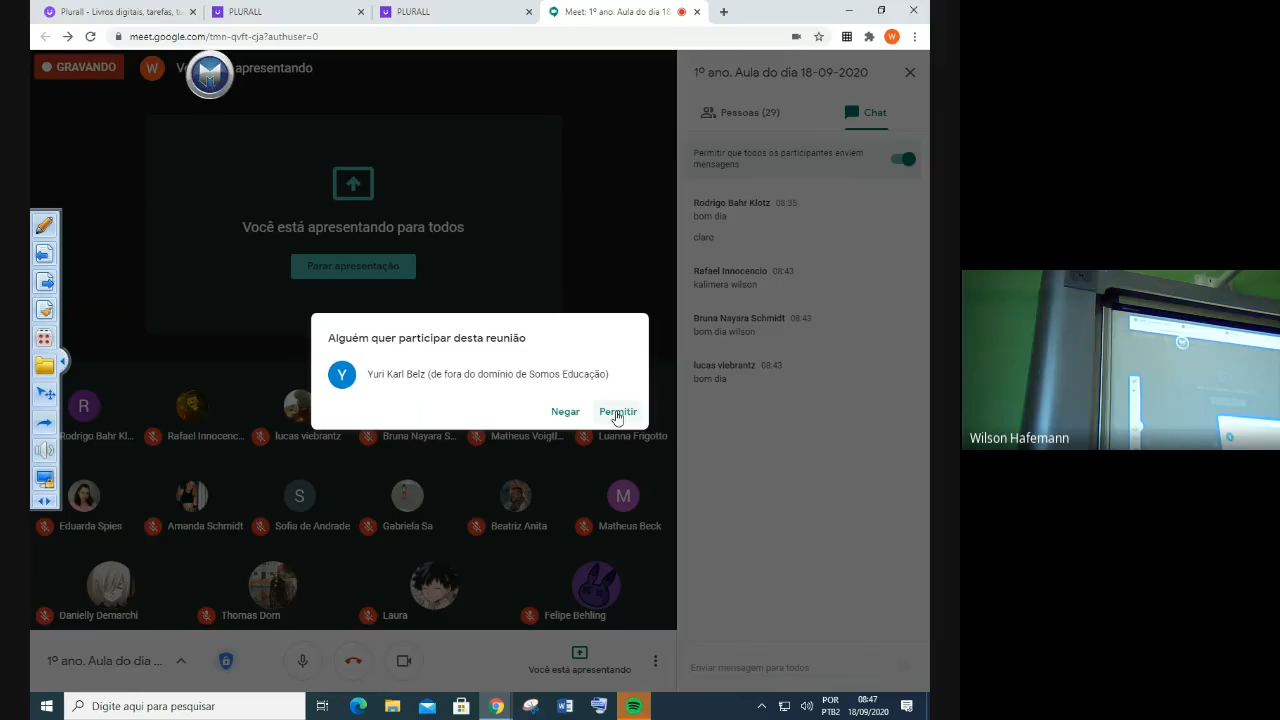 Plurall - Livros digitais, tarefas, tu
PLURALL
PLURALL
Meet: 1º ano. Aula do dia 18
meet.google.com/tmn-qvft-cja?authuser=0
W
GRAVANDO
W
Vo
apresentando
1º ano. Aula do dia 18-09-2020
Pessoas (29)
Chat
Permitir que todos os participantes enviem
mensagens
Você está apresentando para todos
Parar apresentação
Rodrigo Bahr Klotz 08:35
bom dia
claro
Rafael Innocencio 08:43
kalimera wilson
Bruna Nayara Schmidt 08:43
bom dia wilson
lucas viebrantz 08:43
bom dia
Alguém quer participar desta reunião
Y
Yuri Karl Belz (de fora do domínio de Somos Educação)
Negar
Permitir
R
Rodrigo Bahr Kl...
Rafael Innocenc...
lucas viebrantz
Bruna Nayara S...
Matheus Voigtl...
Luanna Frigotto
Wilson Hafemann
S
M
Eduarda Spies
Amanda Schmidt
Sofia de Andrade
Gabriela Sa
Beatriz Anita
Matheus Beck
Danielly Demarchi
Thomas Dorn
Laura
Felipe Behling
1º ano. Aula do dia ...
Você está apresentando
Enviar mensagem para todos
Digite aqui para pesquisar
POR
PTB2
08:47
18/09/2020